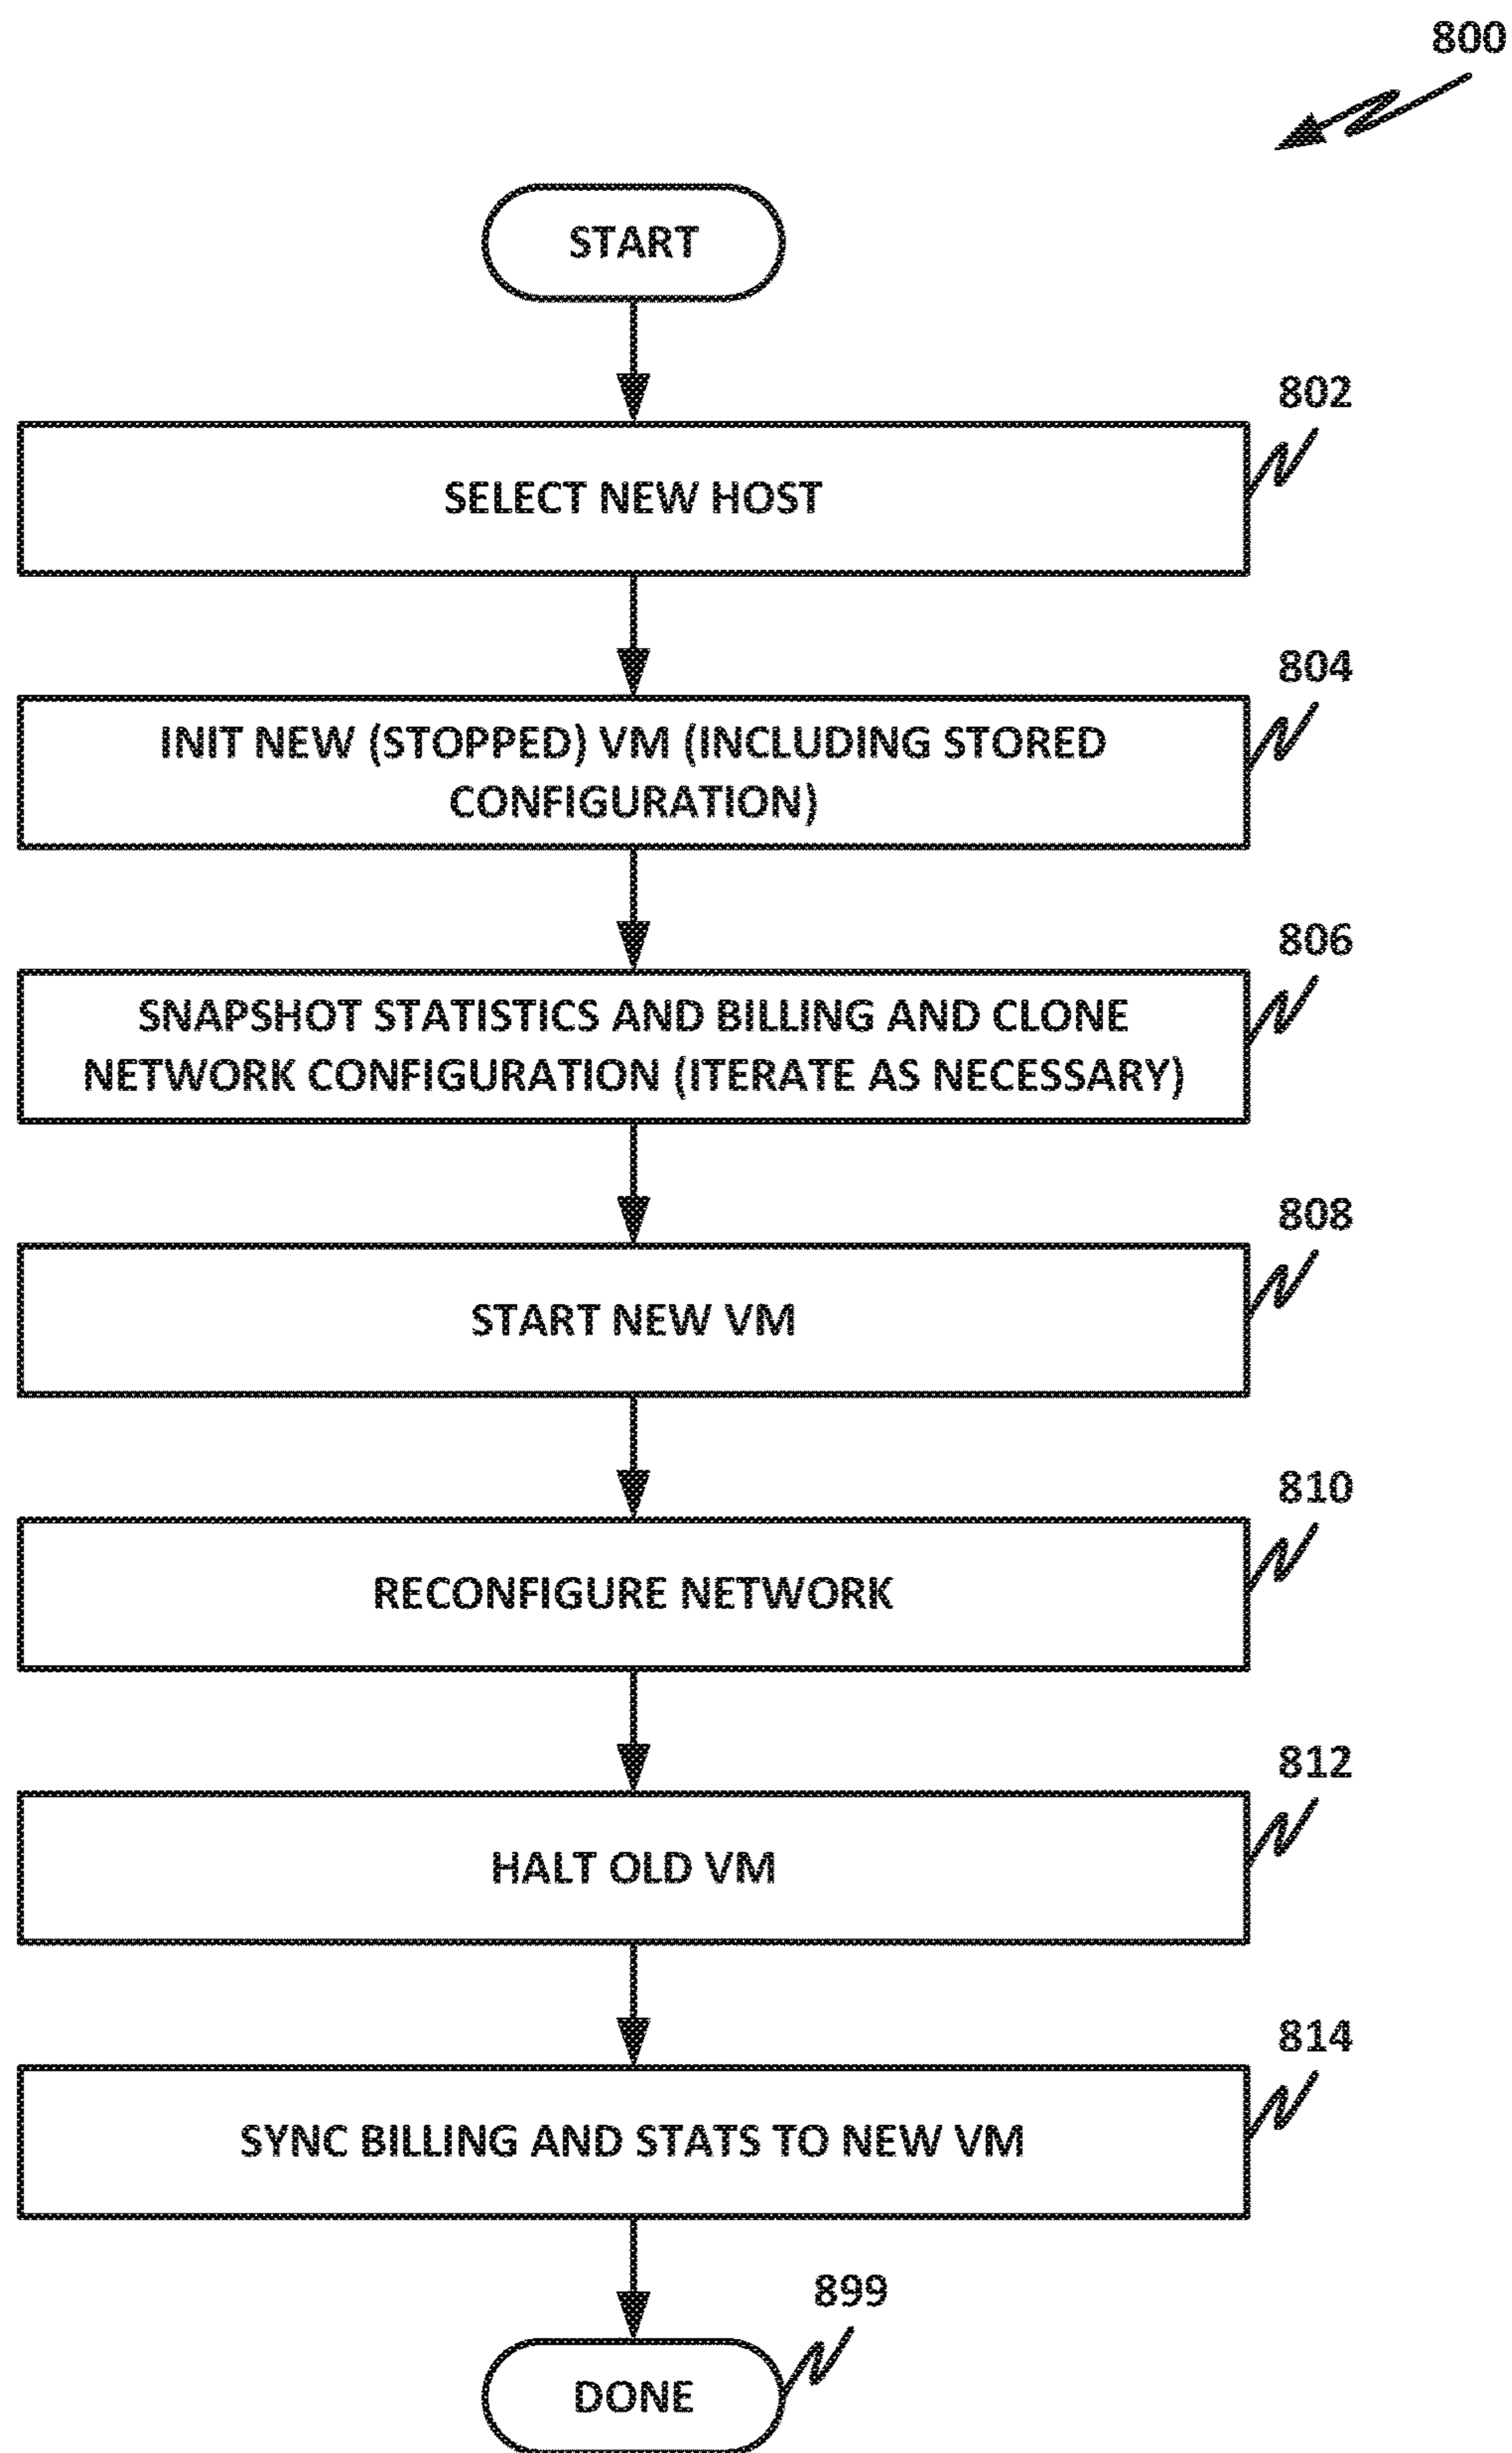 800
START
802
SELECT NEW HOST
804
INIT NEW (STOPPED) VM (INCLUDING STORED
CONFIGURATION)
806
SNAPSHOT STATISTICS AND BILLING AND CLONE
NETWORK CONFIGURATION (ITERATE AS NECESSARY)
808
START NEW VM
810
RECONFIGURE NETWORK
812
HALT OLD VM
814
SYNC BILLING AND STATS TO NEW VM
899
DONE